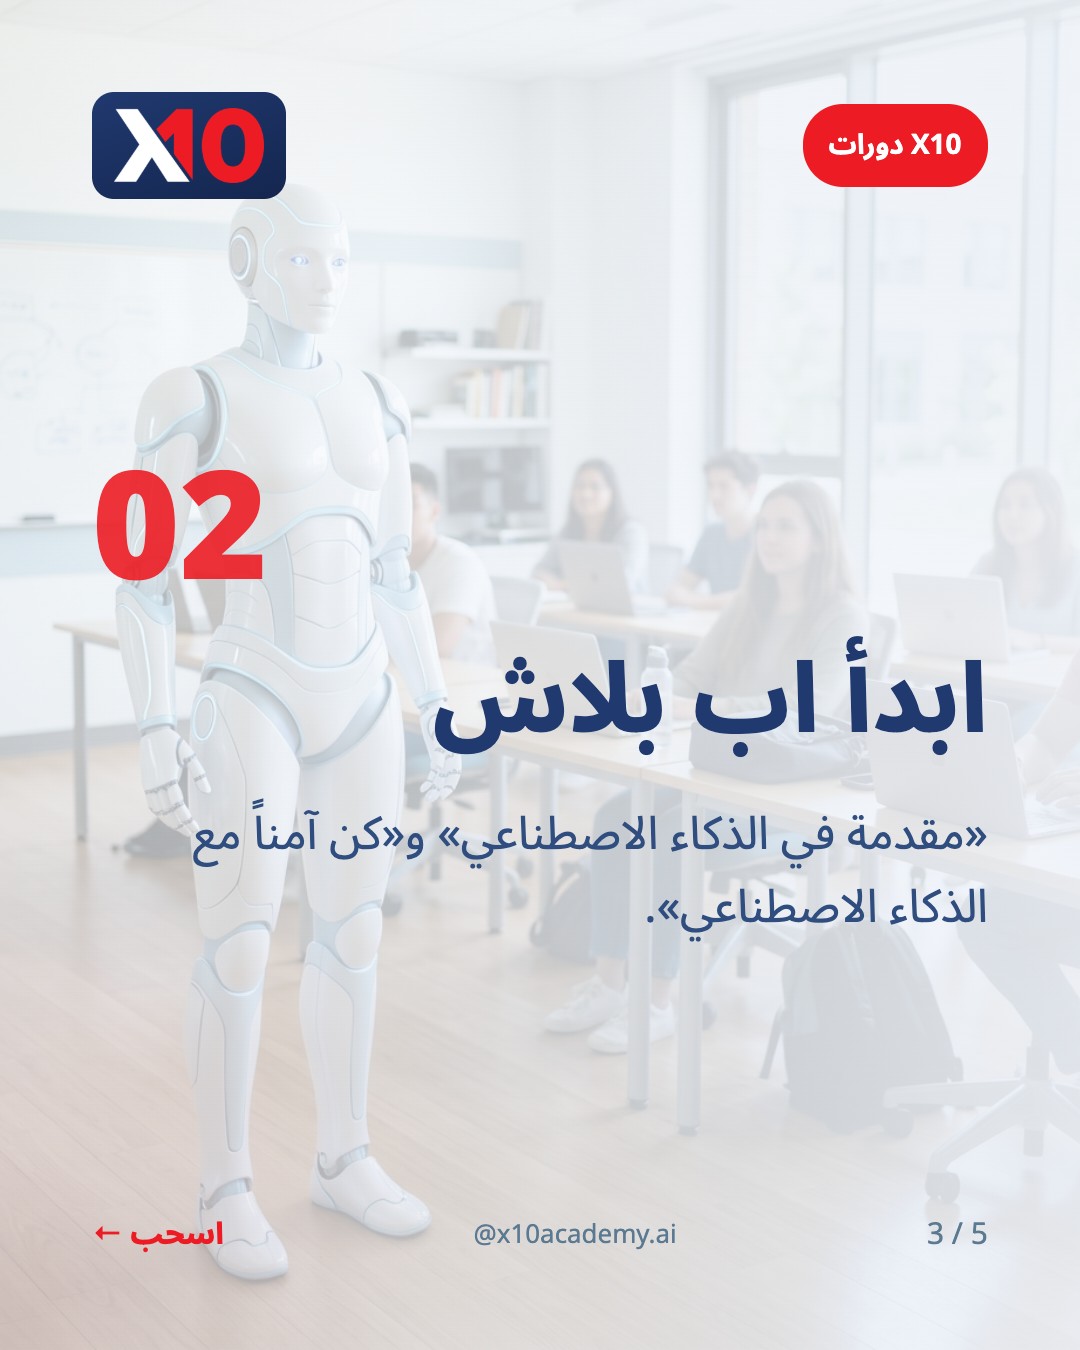 X10
دورات X10
02
ابدأ اب بلاش
«مقدمة في الذكاء الاصطناعي» و«كن آمناً مع
الذكاء الاصطناعي».
اسحب ←
@x10academy.ai
3 / 5